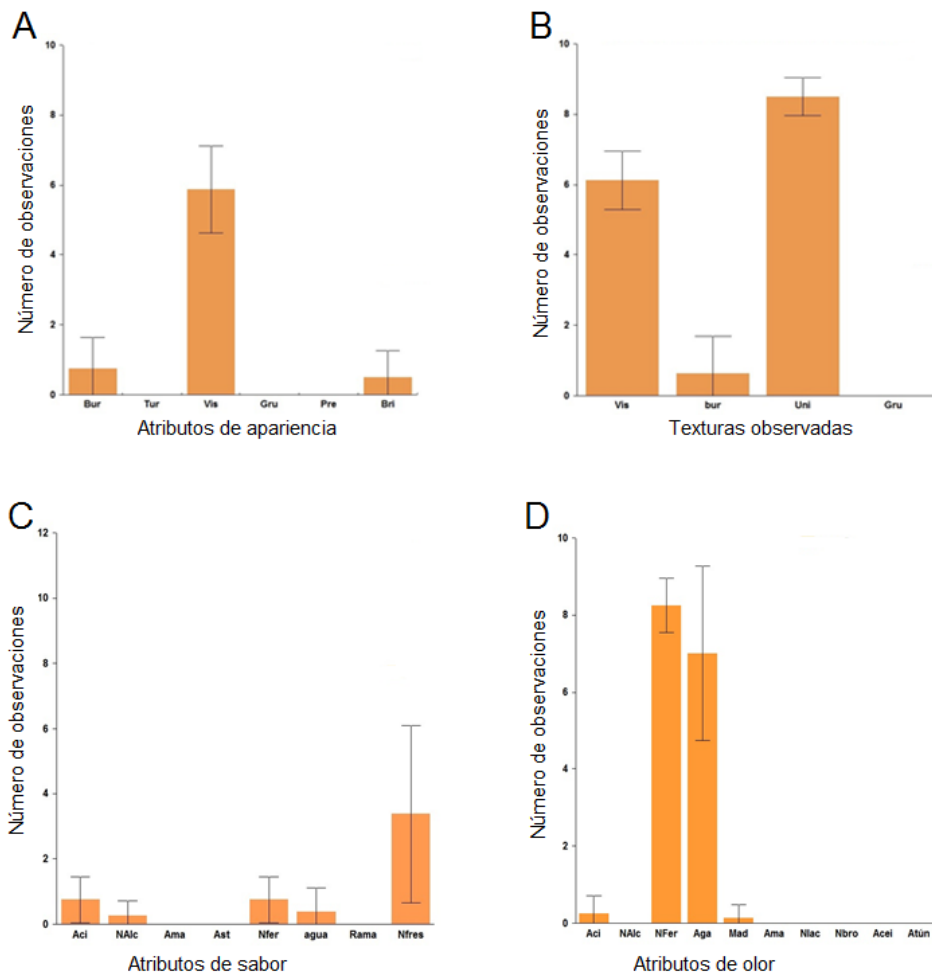 A
10
8
6
4
2
0
Número de observaciones
Bur Tur Vis Gru Pre Bri
Atributos de apariencia
B
10
8
6
4
2
0
Número de observaciones
Vis bur Uni Gru
Texturas observadas
C
12
10
8
6
4
2
0
Número de observaciones
Aci NAlc Ama Ast Nfer agua Rama Nfres
Atributos de sabor
D
10
8
6
4
2
0
Número de observaciones
Aci NAlc NFer Aga Mad Ama Nlac Nbro Acei Atún
Atributos de olor